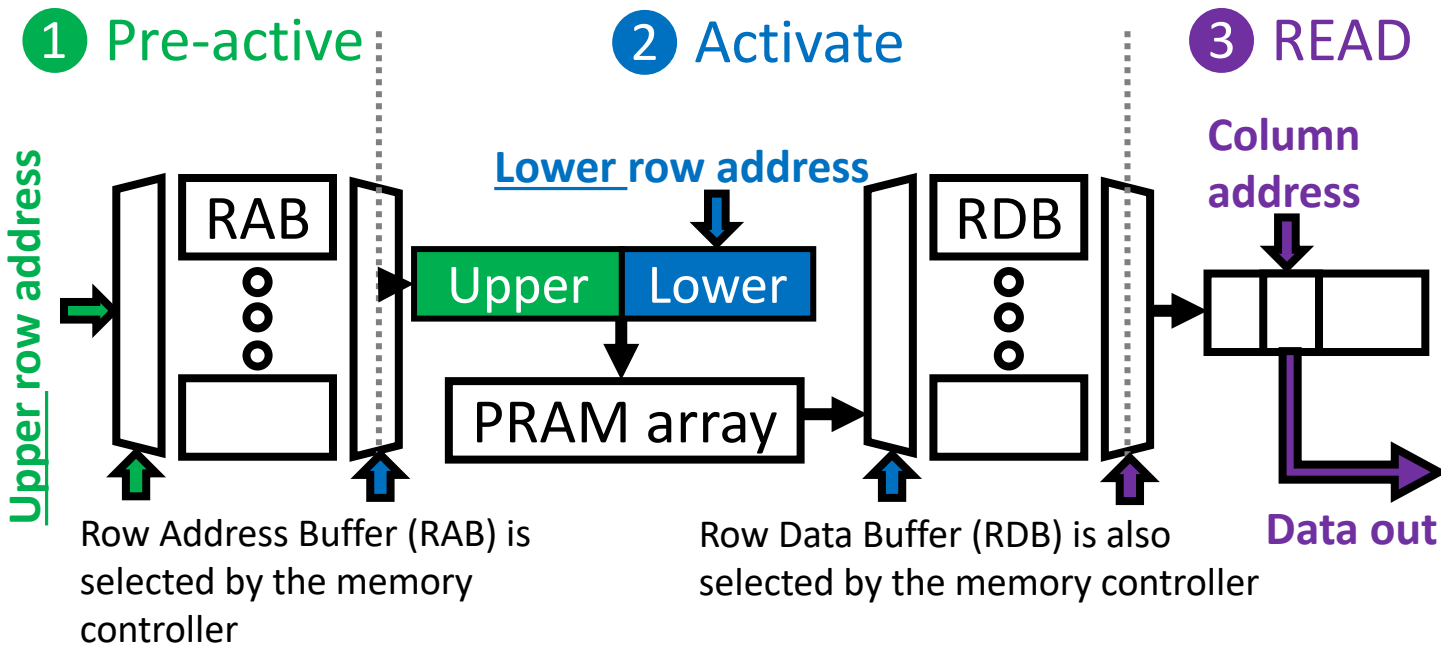 1 Pre-active
2 Activate
3 READ
Upper row address
RAB
Lower row address
Upper
Lower
PRAM array
RDB
Column
address
Data out
Row Address Buffer (RAB) is
selected by the memory
controller
Row Data Buffer (RDB) is also
selected by the memory controller